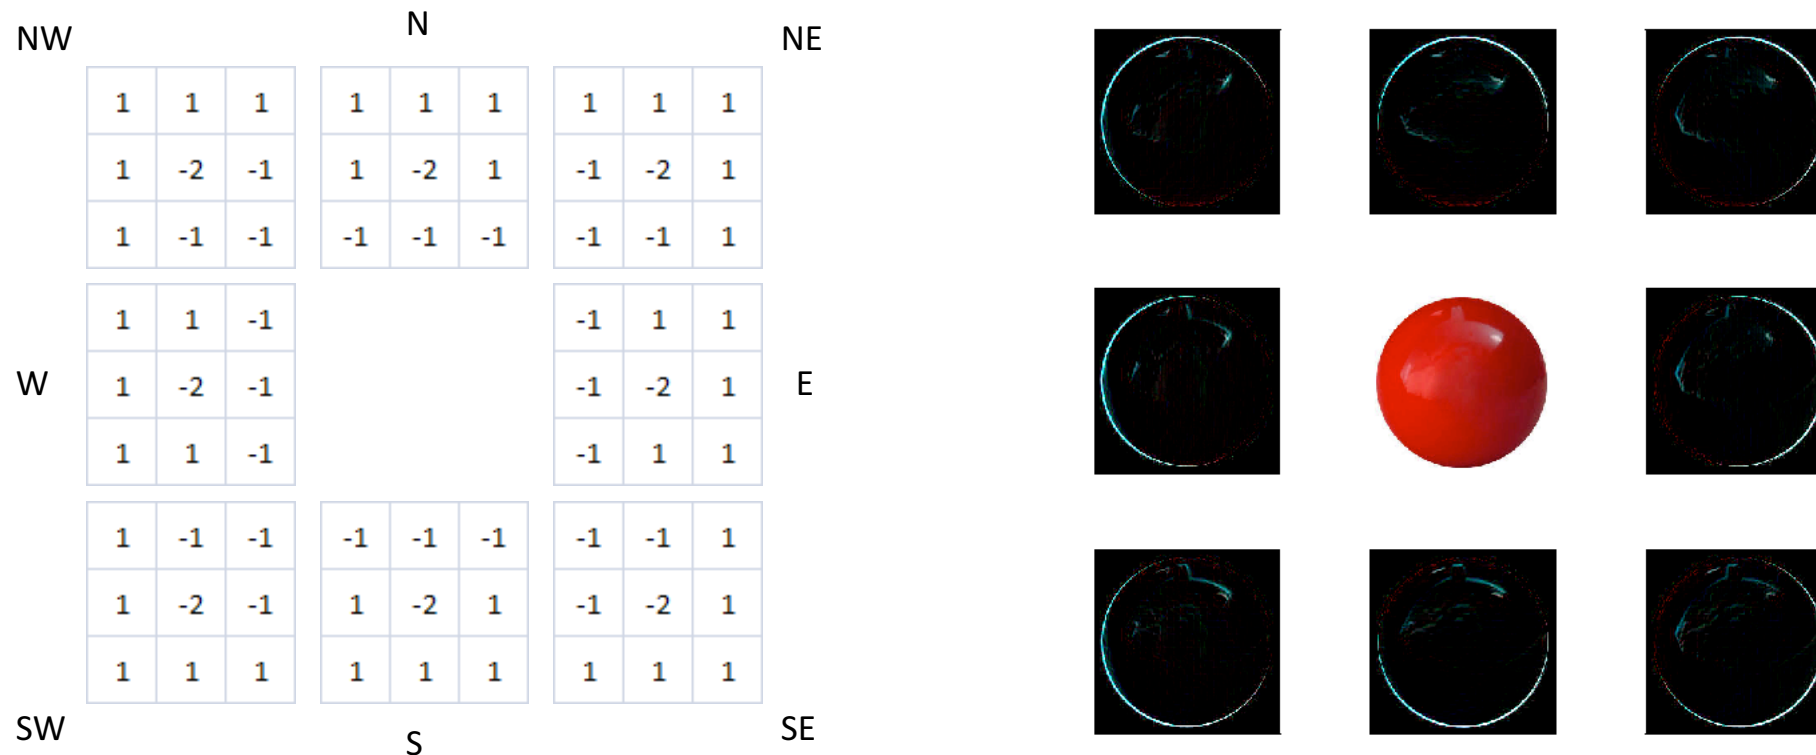 NW N NE
1 1 1 1 1 1 1 1 1
1 -2 -1 1 -2 1 -1 -2 1
1 -1 -1 -1 -1 -1 -1 -1 1
1 1 -1 -1 1 1
W 1 -2 -1 -1 -2 1 E
1 1 -1 -1 1 1
1 -1 -1 -1 -1 -1 -1 -1 1
1 -2 -1 1 -2 1 -1 -2 1
1 1 1 1 1 1 1 1 1
SW S SE